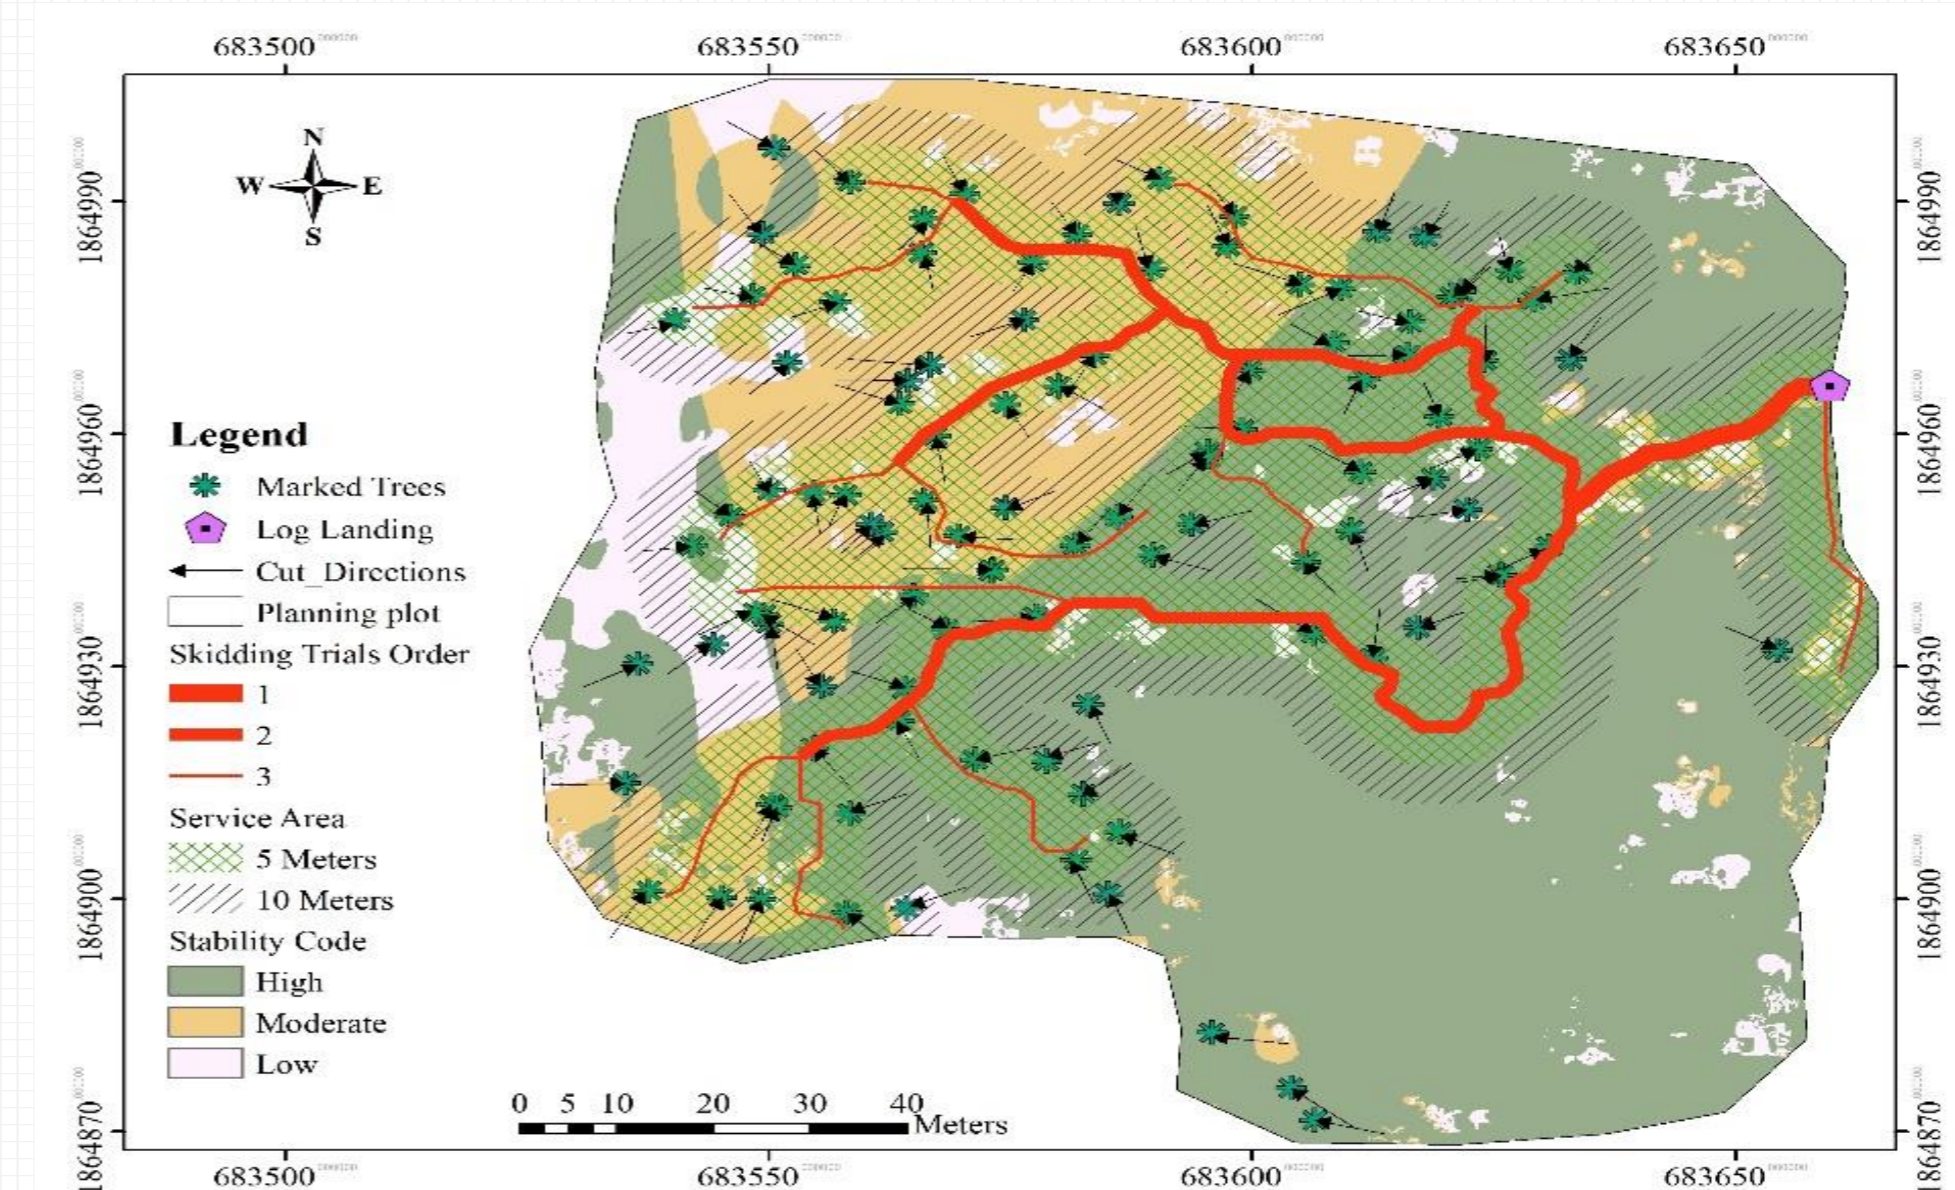 683500 683550 683600 683650
1864990
1864960
1864930
1864900
1864870
N
W E
S
Legend
Marked Trees
Log Landing
Cut_Directions
Planning plot
Skidding Trials Order
1
2
3
Service Area
5 Meters
10 Meters
Stability Code
High
Moderate
Low
0 5 10 20 30 40
Meters
1864990
1864960
1864930
1864900
1864870
683500 683550 683600 683650